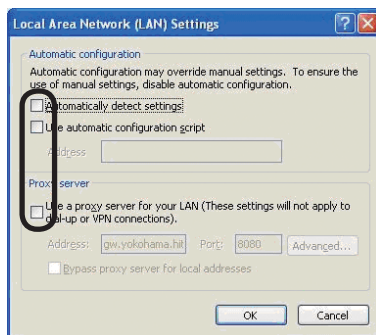 Local Area Network (LAN) Settings
Automatic configuration
Automatic configuration may override manual settings. To ensure the
use of manual settings, disable automatic configuration.
Automatically detect settings
Use automatic configuration script
Address
Proxy server
Use a proxy server for your LAN (These settings will not apply to
dial-up or VPN connections).
Address: gw.yokohama.hit Port: 8080 Advanced...
Bypass proxy server for local addresses
OK Cancel